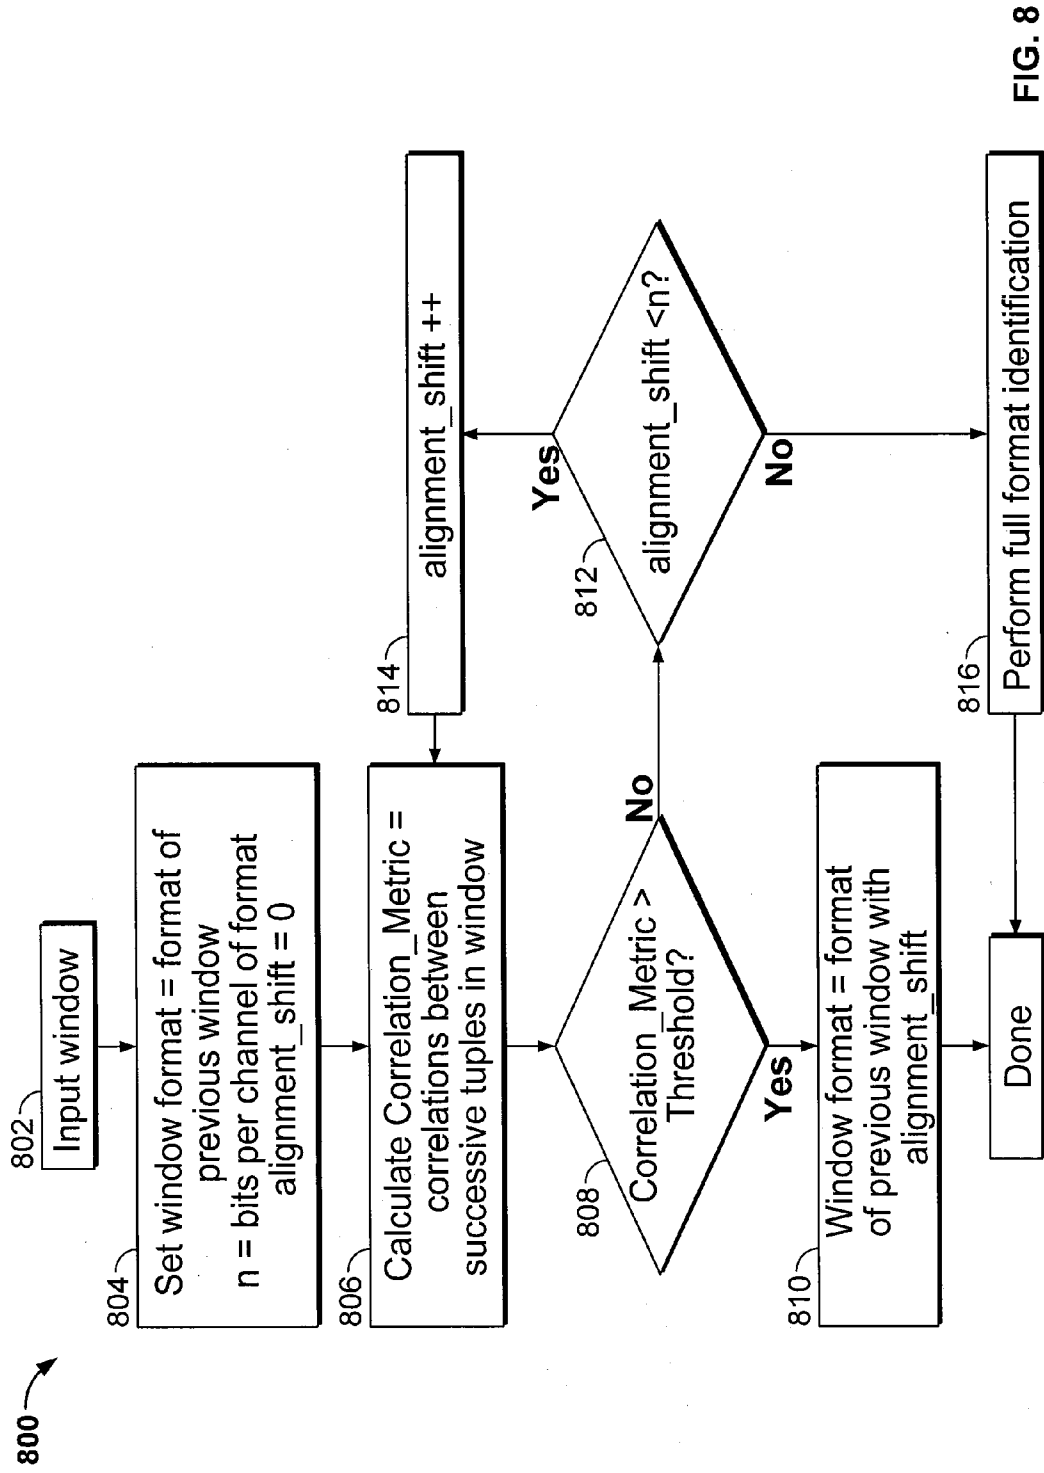 800
802
Input window
804
Set window format = format of
previous window
n = bits per channel of format
alignment_shift = 0
806
Calculate Correlation_Metric =
correlations between
successive tuples in window
814
alignment_shift ++
808
Correlation_Metric >
Threshold?
No
Yes
812
alignment_shift <n?
Yes
No
810
Window format = format
of previous window with
alignment_shift
816
Perform full format identification
Done
FIG. 8